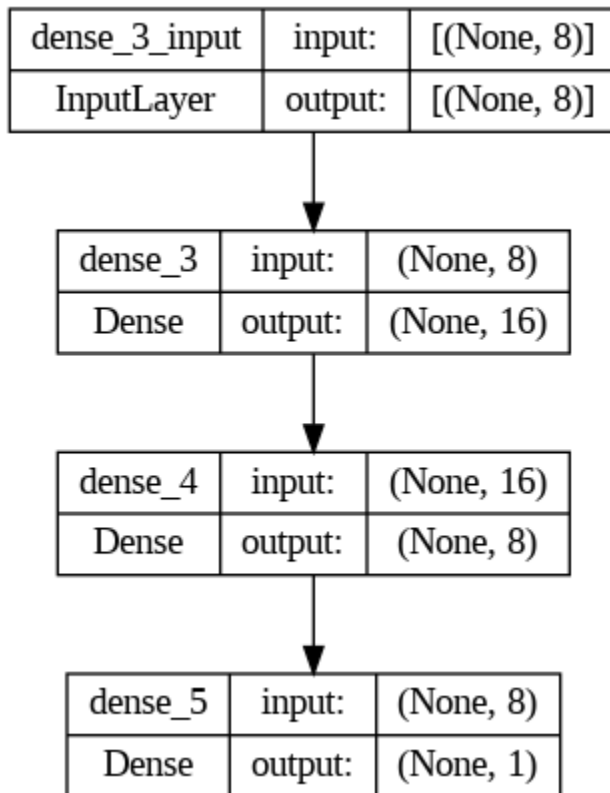 dense_3_input input: [(None, 8)]
InputLayer output: [(None, 8)]
dense_3 input: (None, 8)
Dense output: (None, 16)
dense_4 input: (None, 16)
Dense output: (None, 8)
dense_5 input: (None, 8)
Dense output: (None, 1)